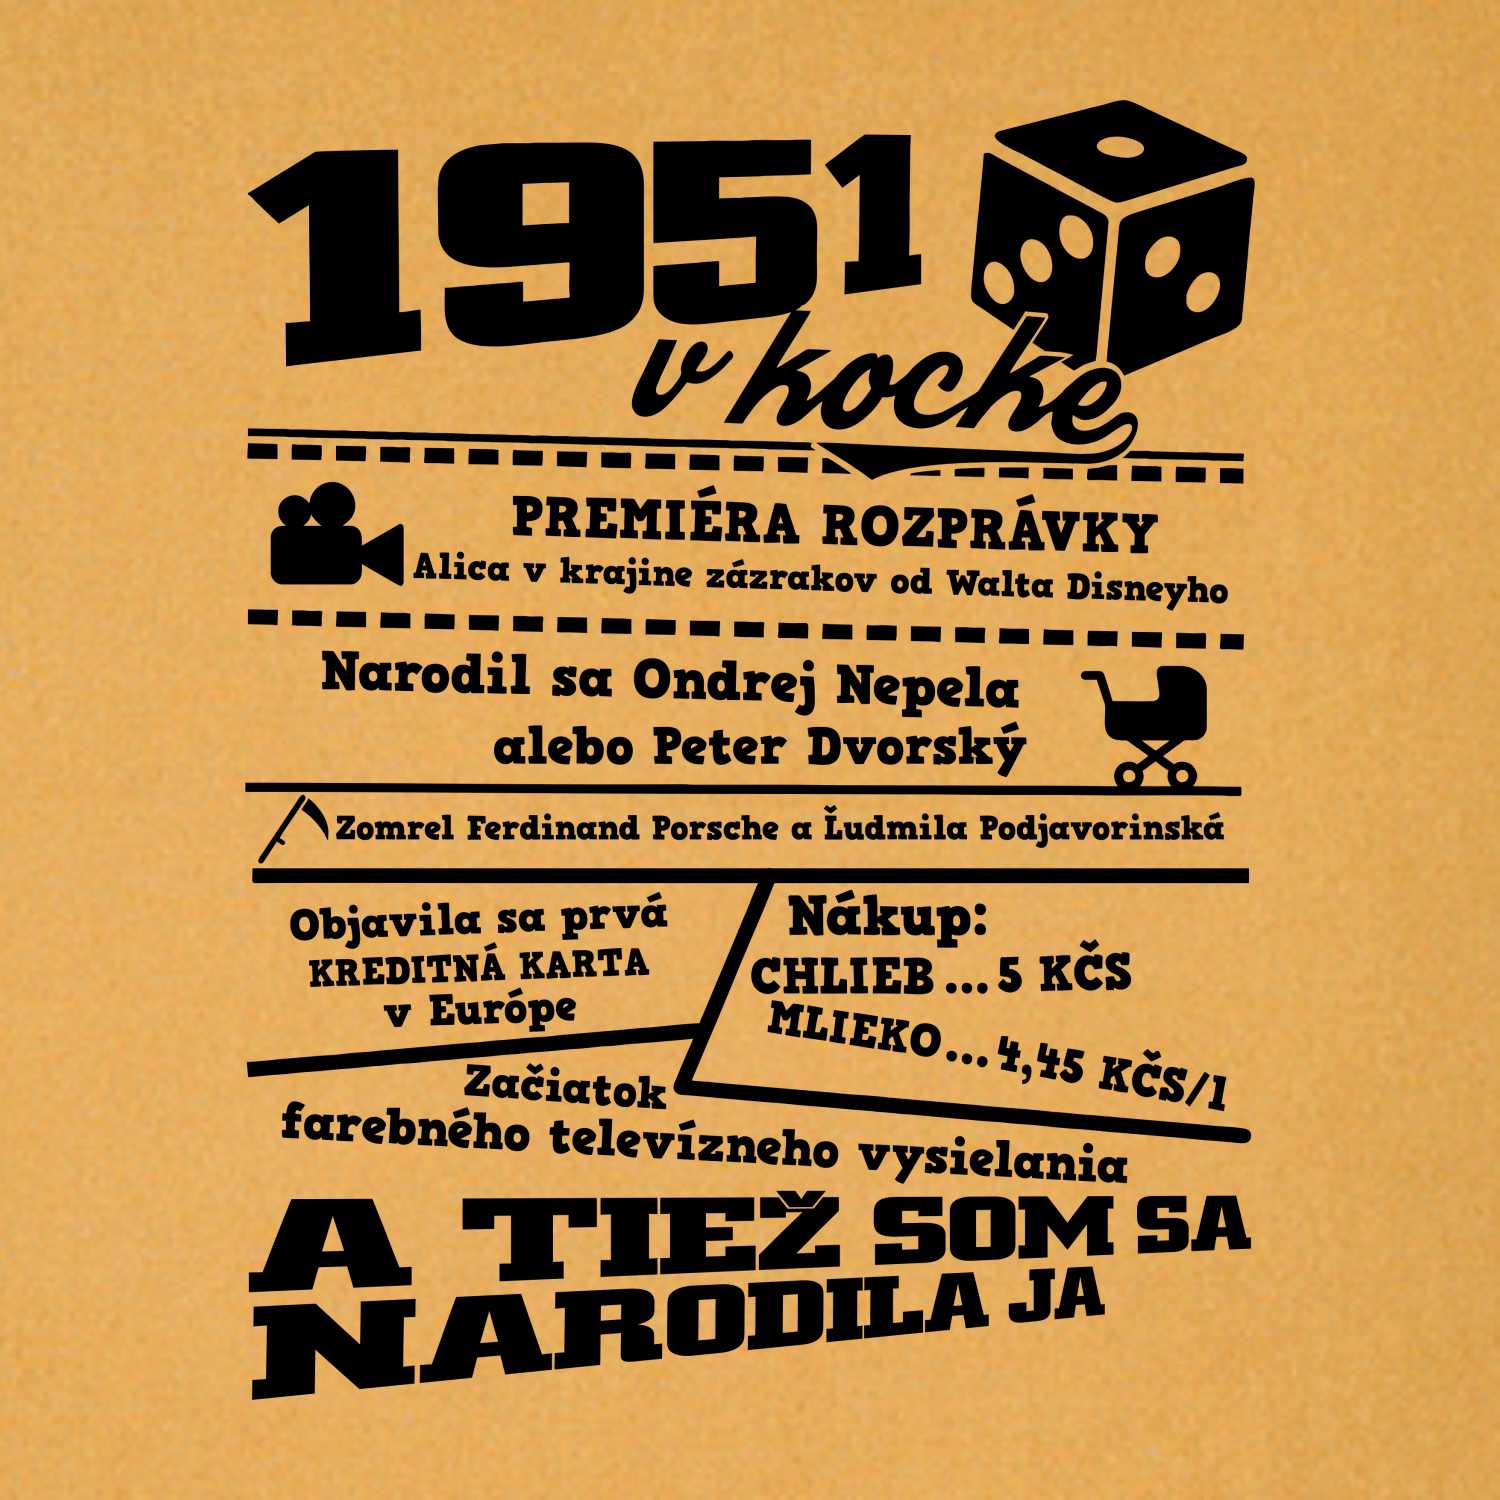 1951
v kocke
PREMIÉRA ROZPRÁVKY
Alica v krajine zázrakov od Walta Disneyho
Narodil sa Ondrej Nepela
alebo Peter Dvorský
Zomrel Ferdinand Porsche a Ľudmila Podjavorinská
Objavila sa prvá
KREDITNÁ KARTA
v Európe
Nákup:
CHLIEB...5 KČS
MLIEKO...4,45 KČS/l
Začiatok
farebného televízneho vysielania
A TIEŽ SOM SA
NARODILA JA